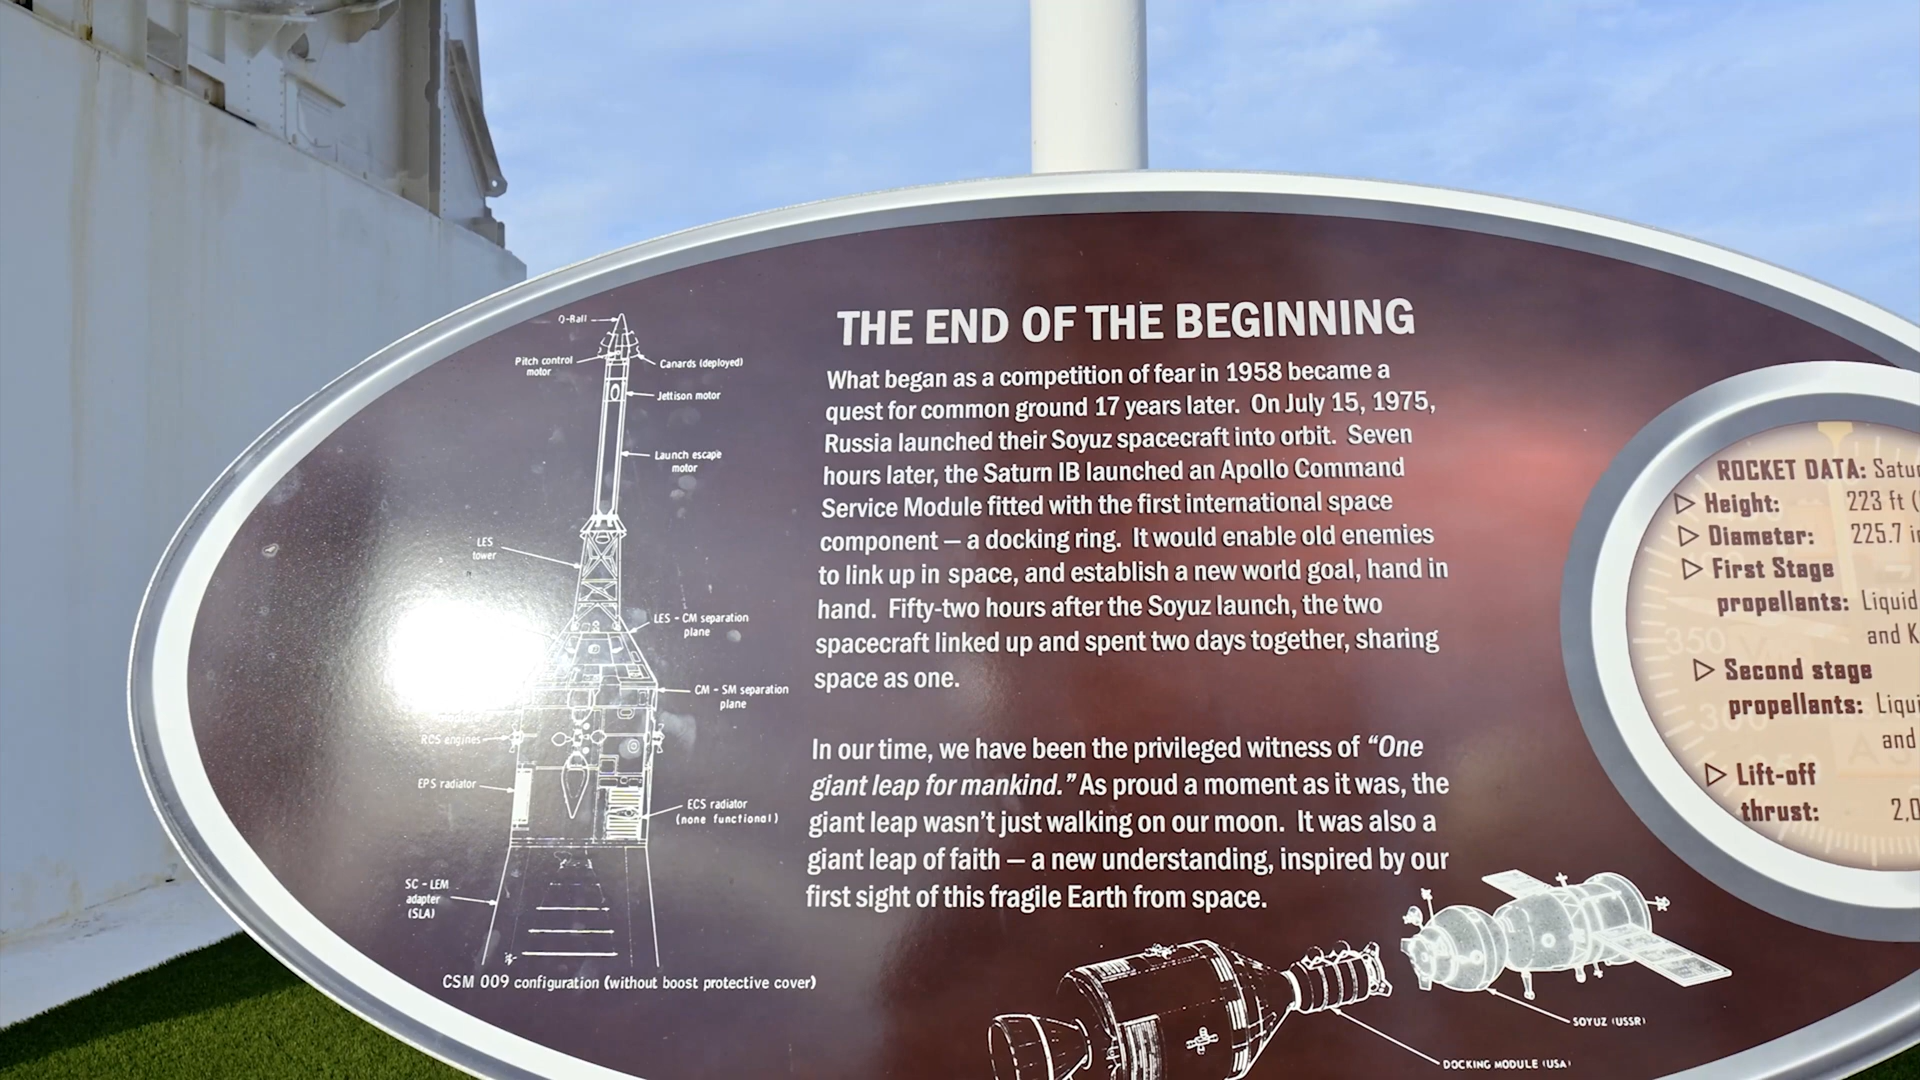 THE END OF THE BEGINNING
What began as a competition of fear in 1958 became a
quest for common ground 17 years later. On July 15, 1975,
Russia launched their Soyuz spacecraft into orbit. Seven
hours later, the Saturn IB launched an Apollo Command
Service Module fitted with the first international space
component – a docking ring. It would enable old enemies
to link up in space, and establish a new world goal, hand in
hand. Fifty-two hours after the Soyuz launch, the two
spacecraft linked up and spent two days together, sharing
space as one.
In our time, we have been the privileged witness of "One
giant leap for mankind." As proud a moment as it was, the
giant leap wasn't just walking on our moon. It was also a
giant leap of faith – a new understanding, inspired by our
first sight of this fragile Earth from space.
Q-Ball
Pitch control
motor
Canards (deployed)
Jettison motor
Launch escape
motor
LES
tower
LES - CM separation
plane
CM - SM separation
plane
module
RCS engines
EPS radiator
ECS radiator
(none functional)
SC - LEM
adapter
(SLA)
CSM 009 configuration (without boost protective cover)
SOYUZ (USSR)
DOCKING MODULE (USA)
ROCKET DATA:
Height: 223 ft
Diameter: 225.7
First Stage
propellants: Liquid
and
Second stage
propellants:
and
Lift-off
thrust:
350